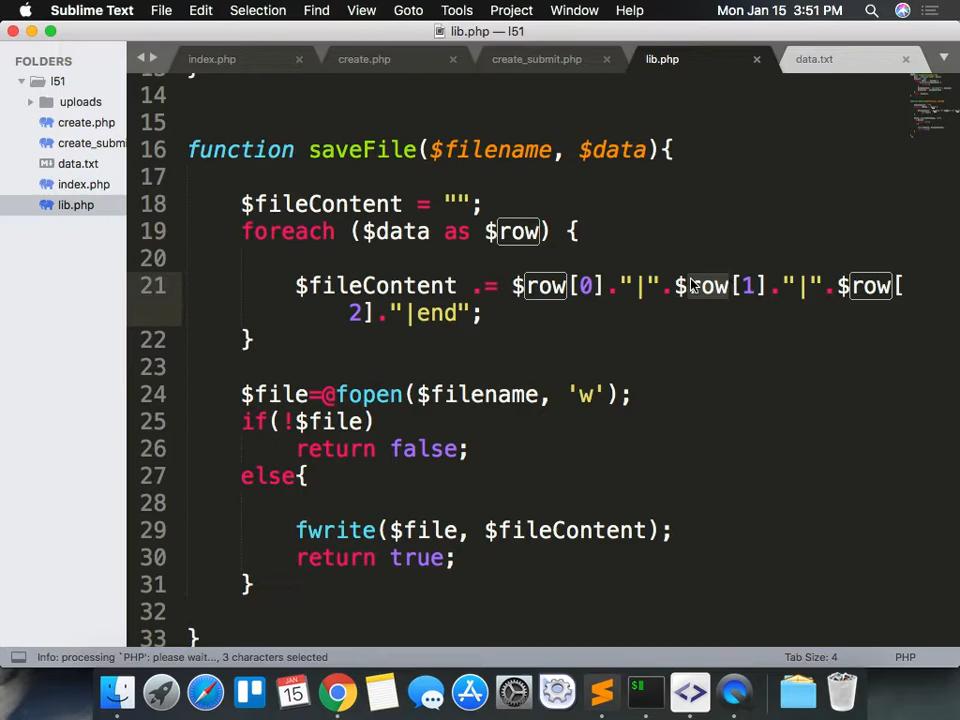 Sublime Text File Edit Selection Find View Goto Tools Project Window Help Mon Jan 15 3:51 PM
lib.php — l51
FOLDERS
l51
uploads
create.php
create_submi
data.txt
index.php
lib.php
index.php create.php create_submit.php lib.php data.txt
14
15
16 function saveFile($filename, $data){
17
18 $fileContent = "";
19 foreach ($data as $row) {
20
21 $fileContent .= $row[0]."|".$row[1]."|".$row[
2]."|end";
22 }
23
24 $file=@fopen($filename, 'w');
25 if(!$file)
26 return false;
27 else{
28
29 fwrite($file, $fileContent);
30 return true;
31 }
32
33 }
Info: processing `PHP': please wait..., 3 characters selected Tab Size: 4 PHP
JAN
15